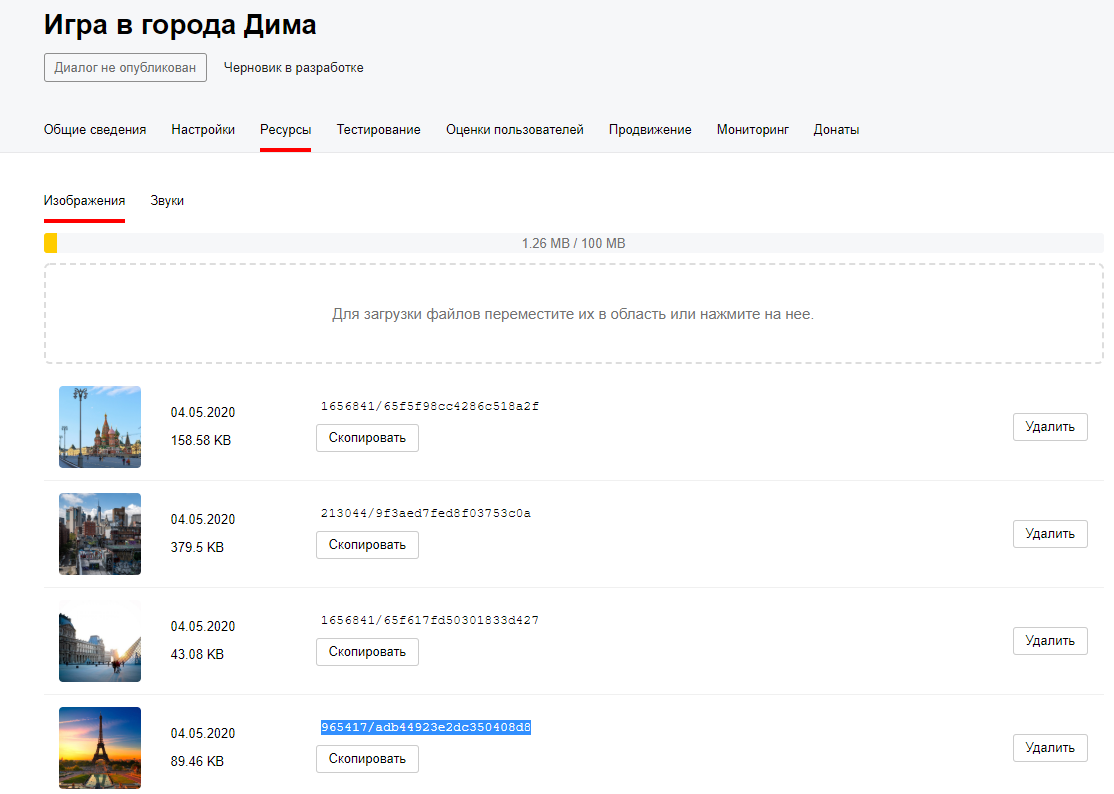 Игра в города Дима
Диалог не опубликован Черновик в разработке
Общие сведения Настройки Ресурсы Тестирование Оценки пользователей Продвижение Мониторинг Донаты
Изображения Звуки
1.26 MB / 100 MB
Для загрузки файлов переместите их в область или нажмите на нее.
04.05.2020
158.58 KB
1656841/65f5f98cc4286c518a2f
Скопировать
Удалить
04.05.2020
379.5 KB
213044/9f3aed7fed8f03753c0a
Скопировать
Удалить
04.05.2020
43.08 KB
1656841/65f617fd50301833d427
Скопировать
Удалить
04.05.2020
89.46 KB
965417/adb44923e2dc350408d8
Скопировать
Удалить